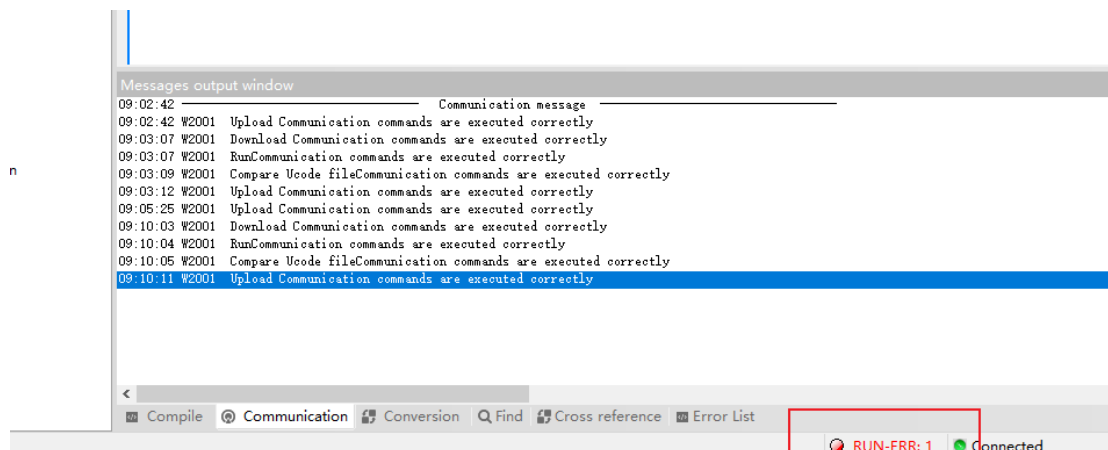 Messages output window
09:02:42 Communication message
09:02:42 W2001 Upload Communication commands are executed correctly
09:03:07 W2001 Download Communication commands are executed correctly
09:03:07 W2001 RunCommunication commands are executed correctly
n
09:03:09 W2001 Compare Ucode fileCommunication commands are executed correctly
09:03:12 W2001 Upload Communication commands are executed correctly
09:05:25 W2001 Upload Communication commands are executed correctly
09:10:03 W2001 Download Communication commands are executed correctly
09:10:04 W2001 RunCommunication commands are executed correctly
09:10:05 W2001 Compare Ucode fileCommunication commands are executed correctly
09:10:11 W2001 Upload Communication commands are executed correctly
Compile Communication Conversion Find Cross reference Error List
RUN-ERR: 1 Connected